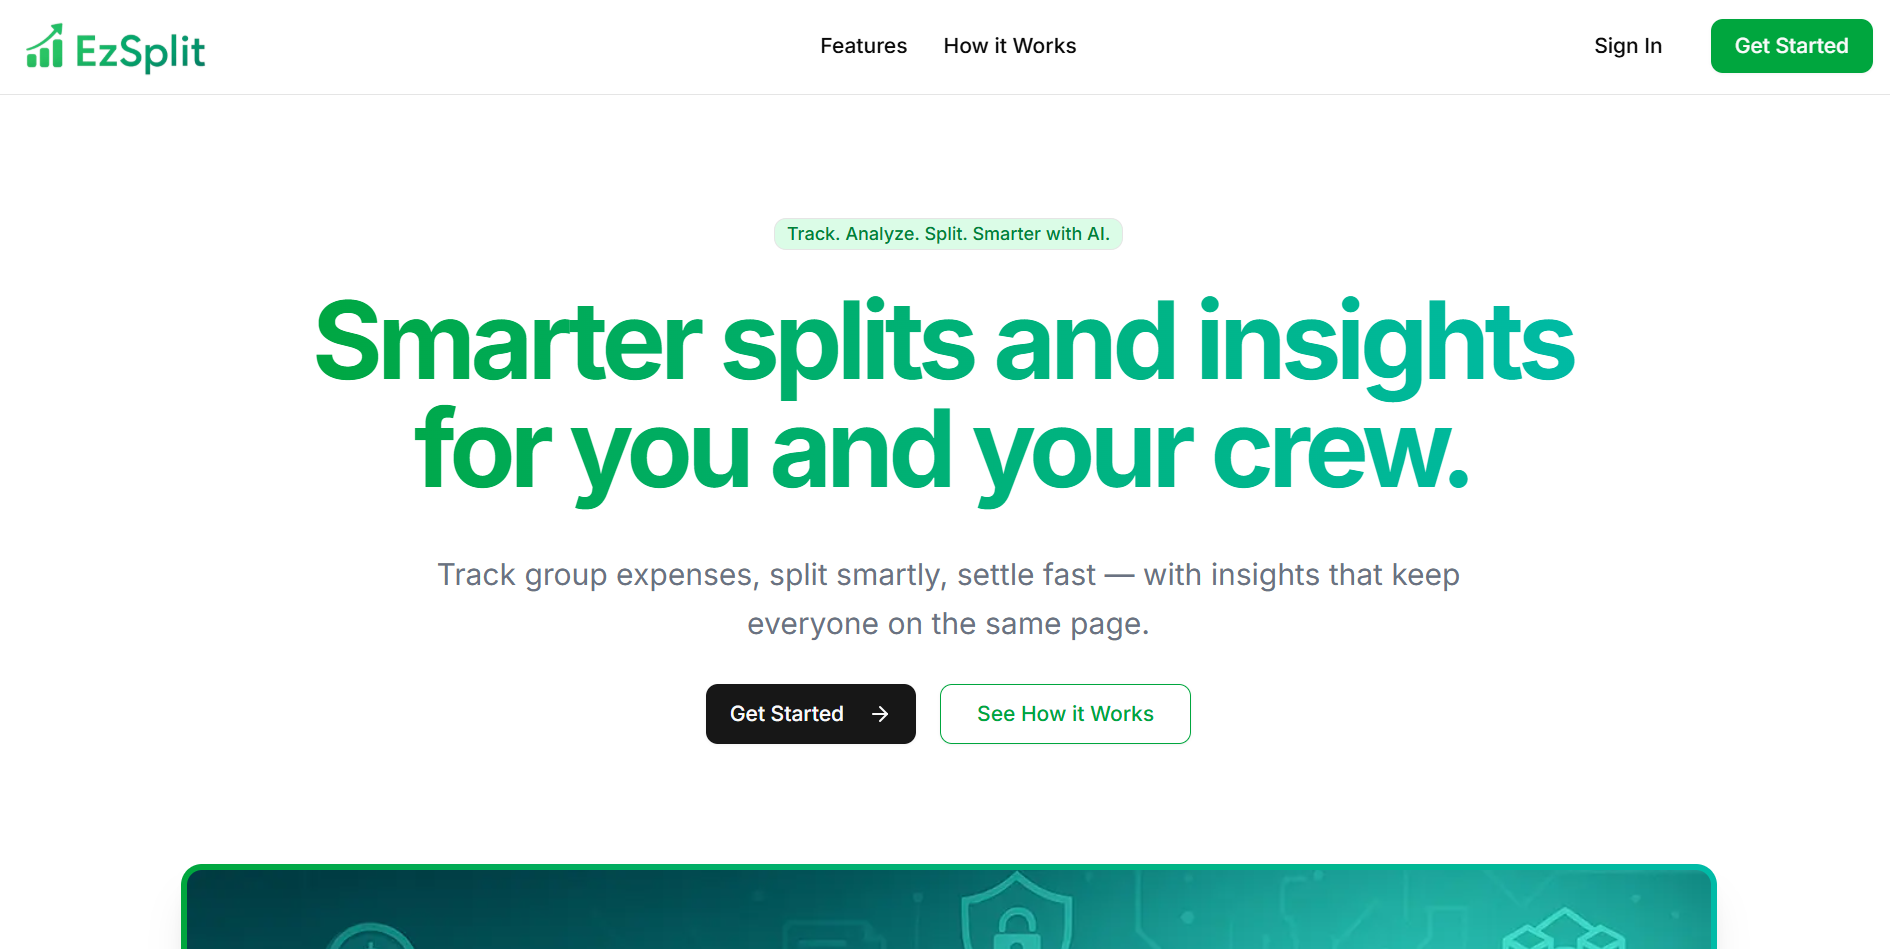 EzSplit
Features
How it Works
Sign In
Get Started
Track. Analyze. Split. Smarter with AI.
Smarter splits and insights
for you and your crew.
Track group expenses, split smartly, settle fast — with insights that keep
everyone on the same page.
Get Started →
See How it Works